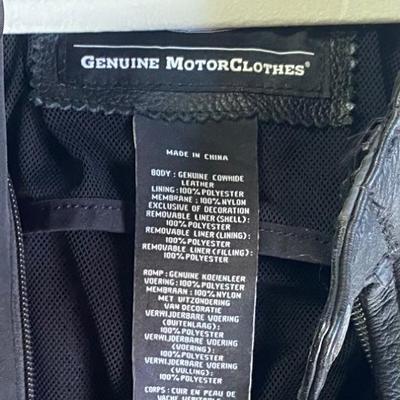 GENUINE MOTORCLOTHES®
MADE IN CHINA
BODY : GENUINE COWHIDE
LEATHER
LINING : 100% POLYESTER
MEMBRANE : 100% NYLON
EXCLUSIVE OF DECORATION
REMOVABLE LINER (SHELL) :
100% POLYESTER
REMOVABLE LINER (LINING) :
100% POLYESTER
REMOVABLE LINER (FILLING) :
100% POLYESTER
ROMP : GENUINE KOEIENLEER
VOERING : 100% POLYESTER
MEMBRAAN : 100% NYLON
MET UITZONDERING
VAN DECORATIE
VERWIJDERBARE VOERING
(BUITENLAAG) :
100% POLYESTER
VERWIJDERBARE VOERING
(VOERING) :
100% POLYESTER
VERWIJDERBARE VOERING
(VULLING) :
100% POLYESTER
CORPS : CUIR EN PEAU DE
VACHE VERITABLE